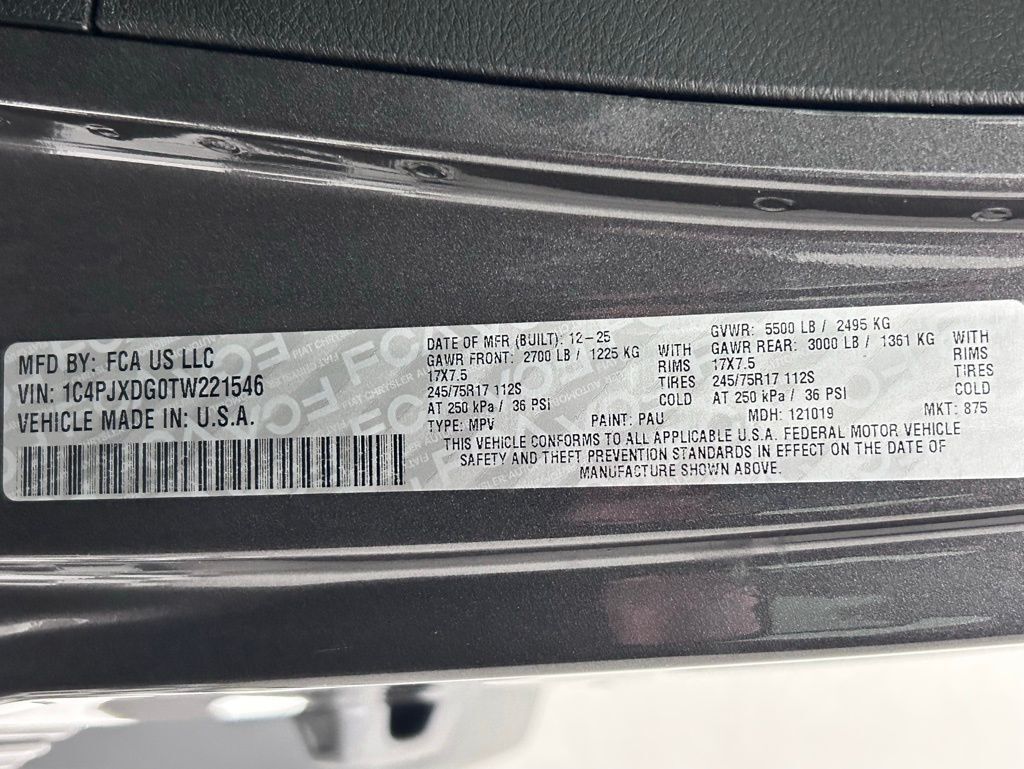 MFD BY: FCA US LLC
VIN: 1C4PJXDG0TW221546
VEHICLE MADE IN: U.S.A.
DATE OF MFR (BUILT): 12-25
GAWR FRONT: 2700 LB / 1225 KG WITH
17X7.5 RIMS
245/75R17 112S TIRES
AT 250 kPa / 36 PSI COLD
TYPE: MPV PAINT: PAU
GVWR: 5500 LB / 2495 KG
GAWR REAR: 3000 LB / 1361 KG WITH
17X7.5 RIMS
245/75R17 112S TIRES
AT 250 kPa / 36 PSI COLD
MDH: 121019 MKT: 875
THIS VEHICLE CONFORMS TO ALL APPLICABLE U.S.A. FEDERAL MOTOR VEHICLE
SAFETY AND THEFT PREVENTION STANDARDS IN EFFECT ON THE DATE OF
MANUFACTURE SHOWN ABOVE.